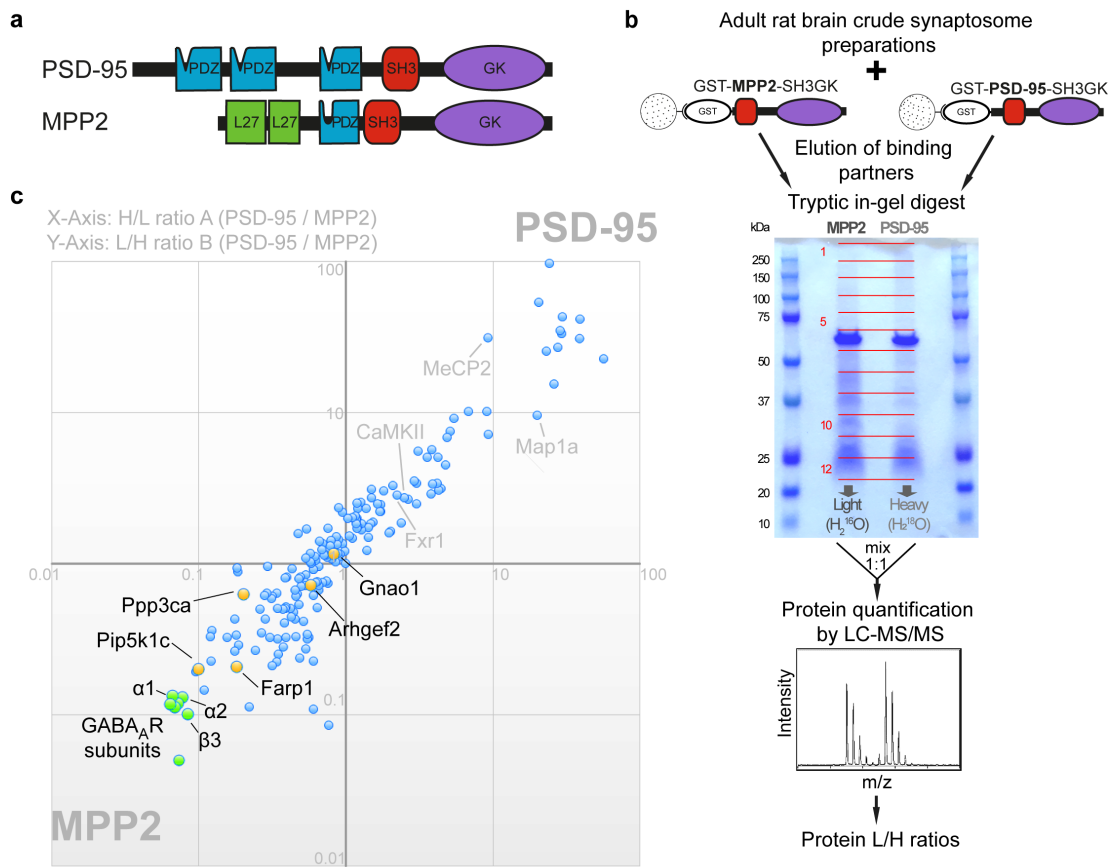 a
PSD-95
PDZ PDZ PDZ SH3 GK
MPP2
L27 L27 PDZ SH3 GK
b
Adult rat brain crude synaptosome
preparations
+
GST-MPP2-SH3GK
GST-PSD-95-SH3GK
GST
GST
Elution of binding
partners
Tryptic in-gel digest
kDa
MPP2 PSD-95
250
150
100
75
50
37
25
20
10
1
5
10
12
Light
(H₂¹⁶O)
Heavy
(H₂¹⁸O)
mix
1:1
Protein quantification
by LC-MS/MS
Intensity
m/z
Protein L/H ratios
c
X-Axis: H/L ratio A (PSD-95 / MPP2)
Y-Axis: L/H ratio B (PSD-95 / MPP2)
PSD-95
100
10
MeCP2
CaMKII
Map1a
Fxr1
0.01 0.1 1 10 100
Gnao1
Ppp3ca
Arhgef2
Pip5k1c
Farp1
α1
α2
0.1
GABA_AR
subunits
β3
MPP2
0.01